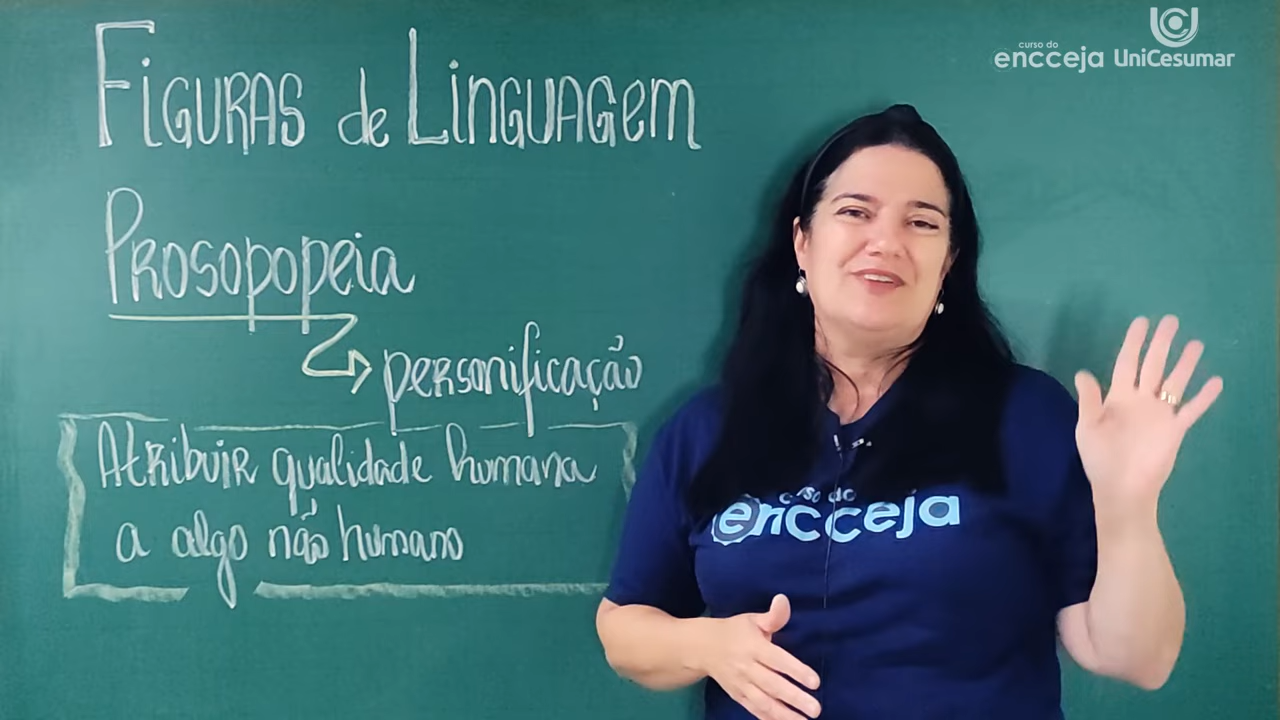 FIGURAS de LINGUAGEM
PROSOPOPEIA
personificação
Atribuir qualidade humana
a algo não humano
curso do
encceja
UniCesumar
curso do
encceja